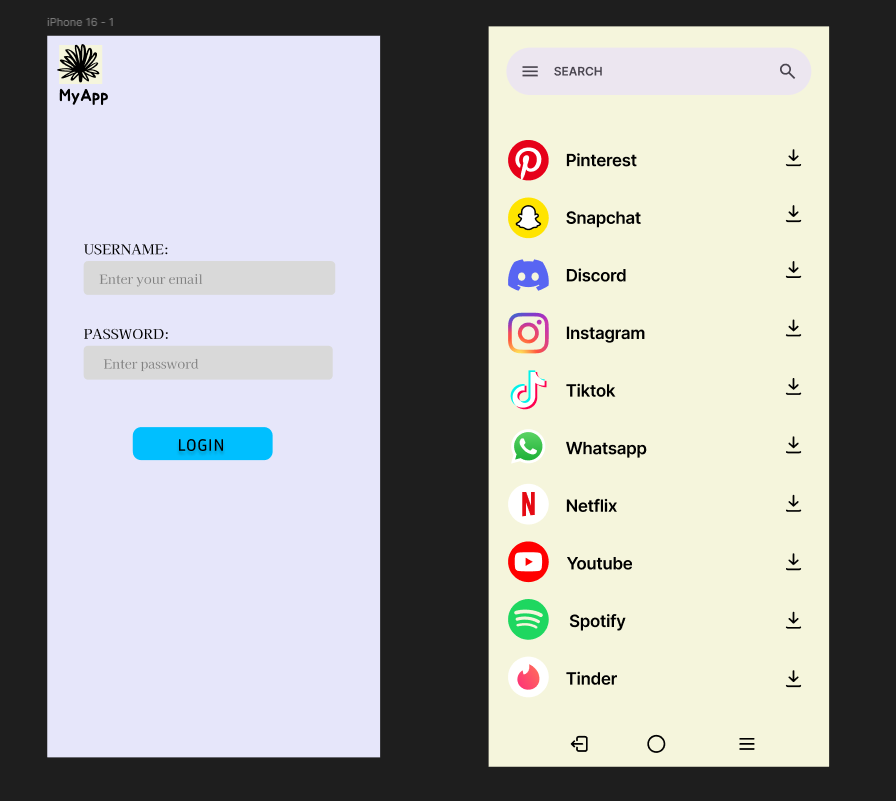 iPhone 16 - 1
MyApp
USERNAME:
Enter your email
PASSWORD:
Enter password
LOGIN
SEARCH
Pinterest
Snapchat
Discord
Instagram
Tiktok
Whatsapp
N
Netflix
Youtube
Spotify
Tinder